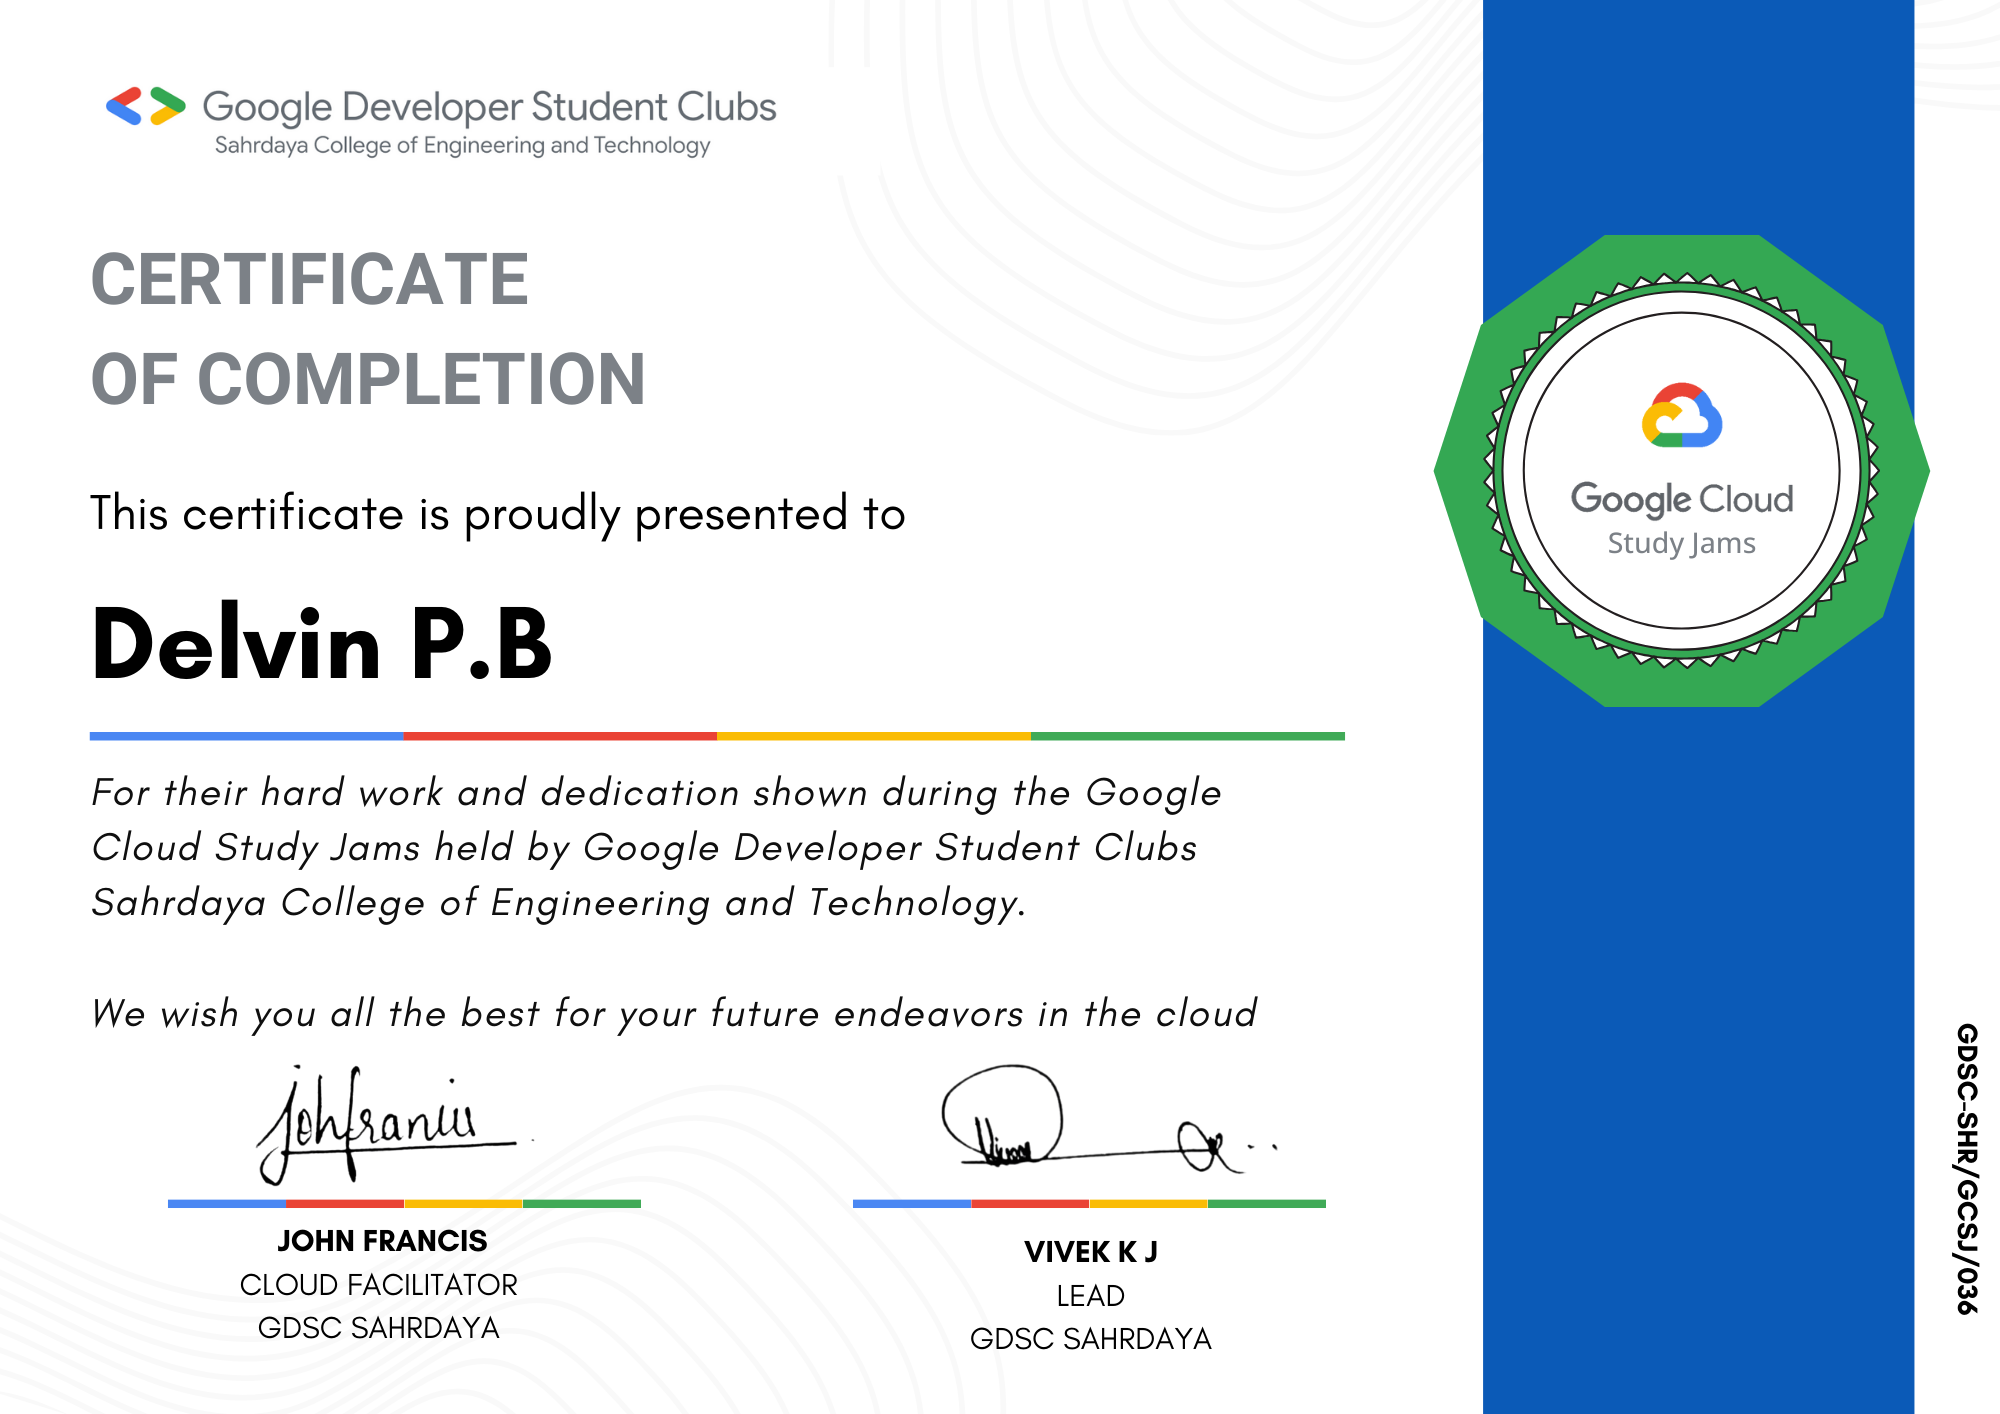 Google Developer Student Clubs
Sahrdaya College of Engineering and Technology
CERTIFICATE
OF COMPLETION
This certificate is proudly presented to
Delvin P.B
For their hard work and dedication shown during the Google
Cloud Study Jams held by Google Developer Student Clubs
Sahrdaya College of Engineering and Technology.
We wish you all the best for your future endeavors in the cloud
johfrancis
JOHN FRANCIS
CLOUD FACILITATOR
GDSC SAHRDAYA
VIVEK K J
LEAD
GDSC SAHRDAYA
Google Cloud
Study Jams
GDSC-SHR/GCSJ/036